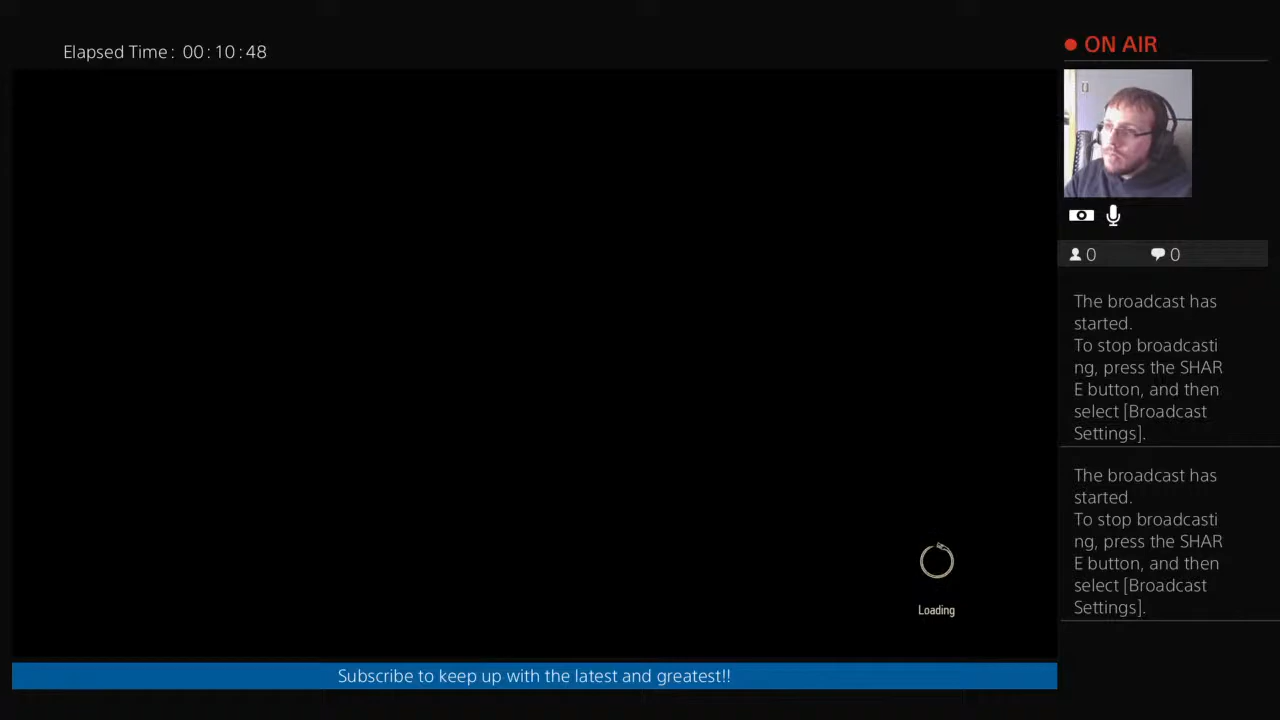 Elapsed Time: 00:10:48
ON AIR
0 0
The broadcast has
started.
To stop broadcasti
ng, press the SHAR
E button, and then
select [Broadcast
Settings].
The broadcast has
started.
To stop broadcasti
ng, press the SHAR
E button, and then
select [Broadcast
Settings].
Loading
Subscribe to keep up with the latest and greatest!!